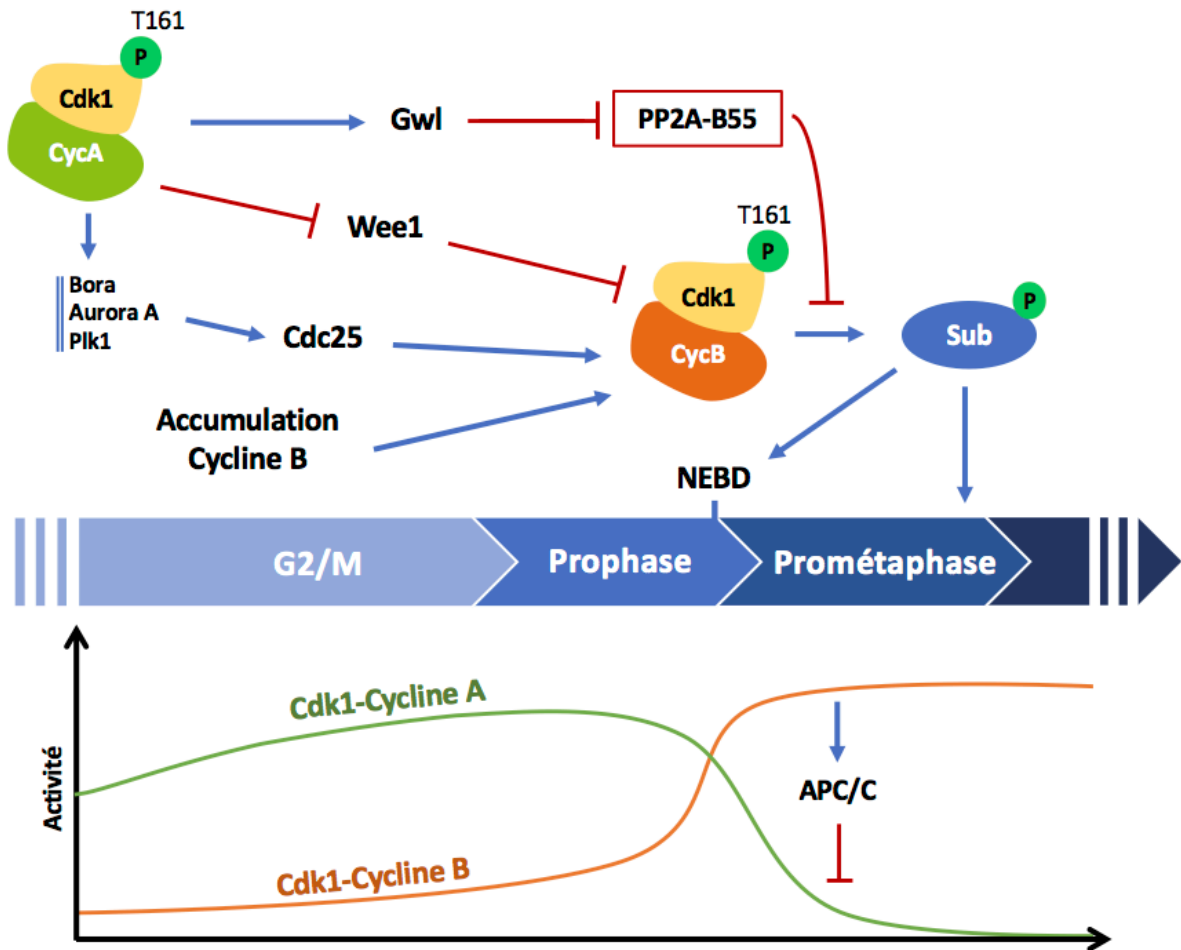 T161
P
Cdk1
CycA
Gwl
PP2A-B55
Wee1
T161
P
Cdk1
CycB
Bora
Aurora A
Plk1
Cdc25
P
Sub
Accumulation
Cycline B
NEBD
G2/M
Prophase
Prométaphase
Activité
Cdk1-Cycline A
Cdk1-Cycline B
APC/C